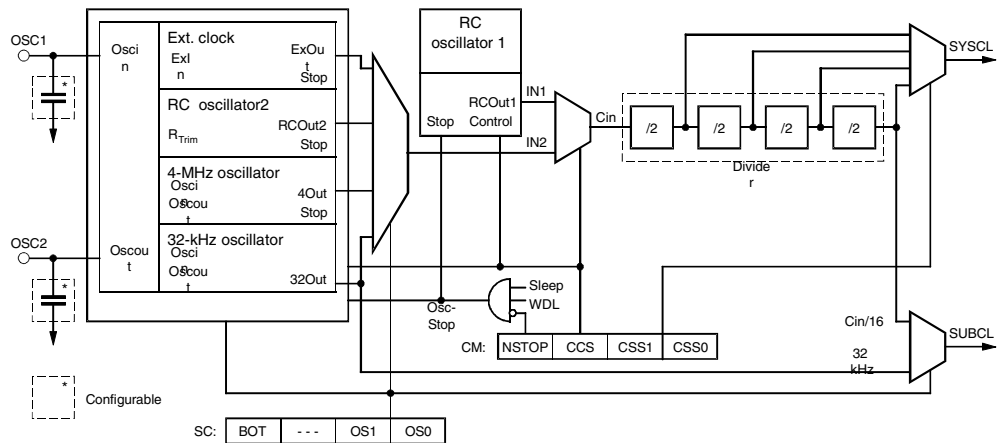 OSC1
Osci
n
Ext. clock
ExI
n
ExOu
t
Stop
RC oscillator2
RTrim
RCOut2
Stop
4-MHz oscillator
Osci
n
Oscou
t
4Out
Stop
OSC2
Oscou
t
32-kHz oscillator
Osci
n
Oscou
t
32Out
*
*
*
Configurable
RC
oscillator 1
RCOut1
Stop
Control
IN1
IN2
Cin
/2
/2
/2
/2
Divide
r
SYSCL
Osc-
Stop
Sleep
WDL
CM:
NSTOP
CCS
CSS1
CSS0
Cin/16
32
kHz
SUBCL
SC:
BOT
- - -
OS1
OS0